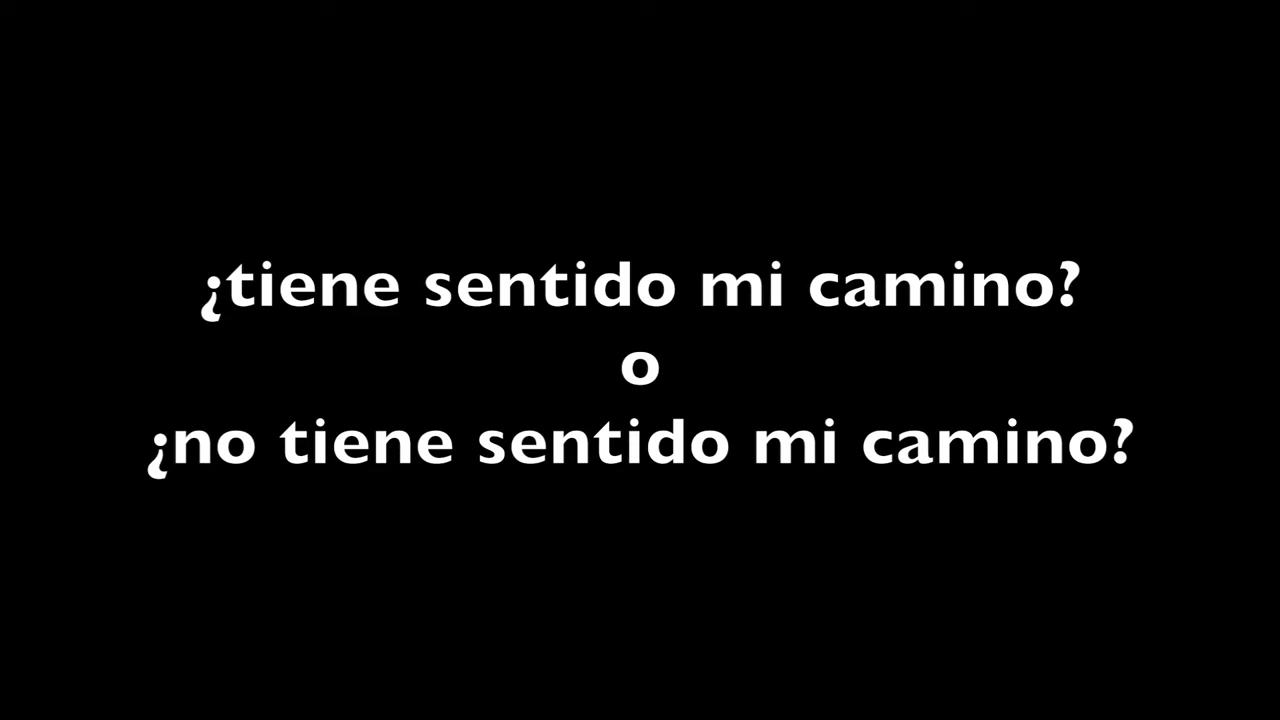 ¿tiene sentido mi camino?
o
¿no tiene sentido mi camino?